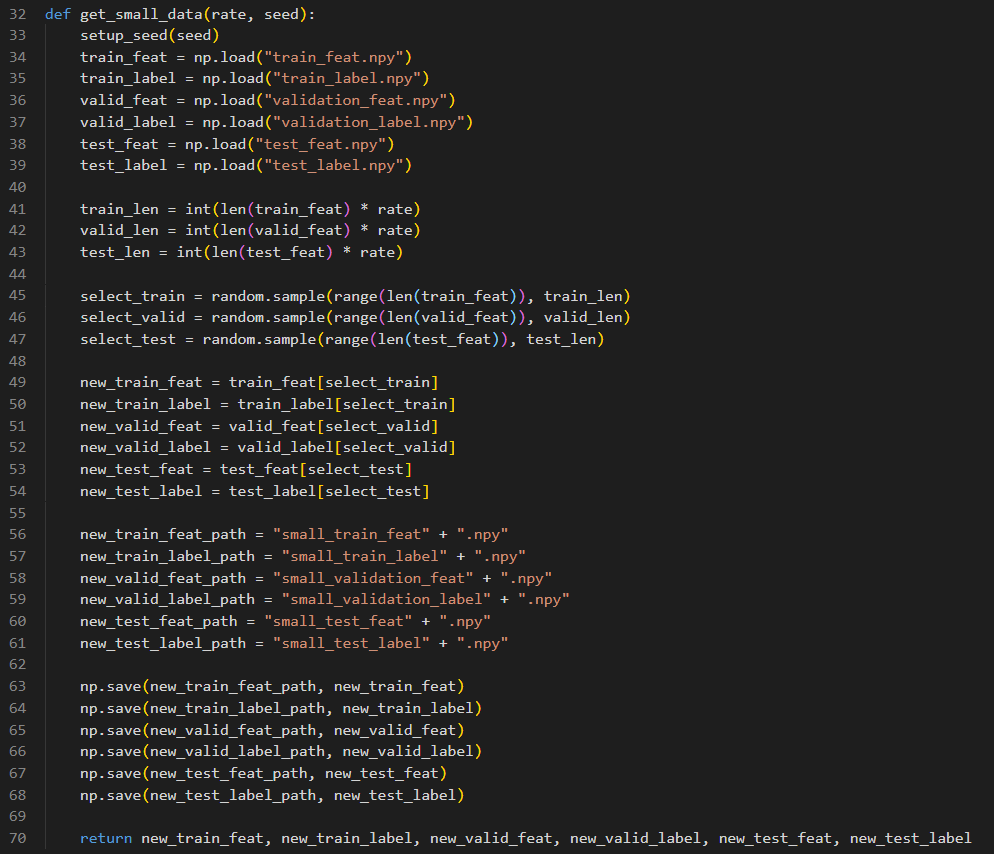 32 def get_small_data(rate, seed):
33     setup_seed(seed)
34     train_feat = np.load("train_feat.npy")
35     train_label = np.load("train_label.npy")
36     valid_feat = np.load("validation_feat.npy")
37     valid_label = np.load("validation_label.npy")
38     test_feat = np.load("test_feat.npy")
39     test_label = np.load("test_label.npy")
40
41     train_len = int(len(train_feat) * rate)
42     valid_len = int(len(valid_feat) * rate)
43     test_len = int(len(test_feat) * rate)
44
45     select_train = random.sample(range(len(train_feat)), train_len)
46     select_valid = random.sample(range(len(valid_feat)), valid_len)
47     select_test = random.sample(range(len(test_feat)), test_len)
48
49     new_train_feat = train_feat[select_train]
50     new_train_label = train_label[select_train]
51     new_valid_feat = valid_feat[select_valid]
52     new_valid_label = valid_label[select_valid]
53     new_test_feat = test_feat[select_test]
54     new_test_label = test_label[select_test]
55
56     new_train_feat_path = "small_train_feat" + ".npy"
57     new_train_label_path = "small_train_label" + ".npy"
58     new_valid_feat_path = "small_validation_feat" + ".npy"
59     new_valid_label_path = "small_validation_label" + ".npy"
60     new_test_feat_path = "small_test_feat" + ".npy"
61     new_test_label_path = "small_test_label" + ".npy"
62
63     np.save(new_train_feat_path, new_train_feat)
64     np.save(new_train_label_path, new_train_label)
65     np.save(new_valid_feat_path, new_valid_feat)
66     np.save(new_valid_label_path, new_valid_label)
67     np.save(new_test_feat_path, new_test_feat)
68     np.save(new_test_label_path, new_test_label)
69
70     return new_train_feat, new_train_label, new_valid_feat, new_valid_label, new_test_feat, new_test_label